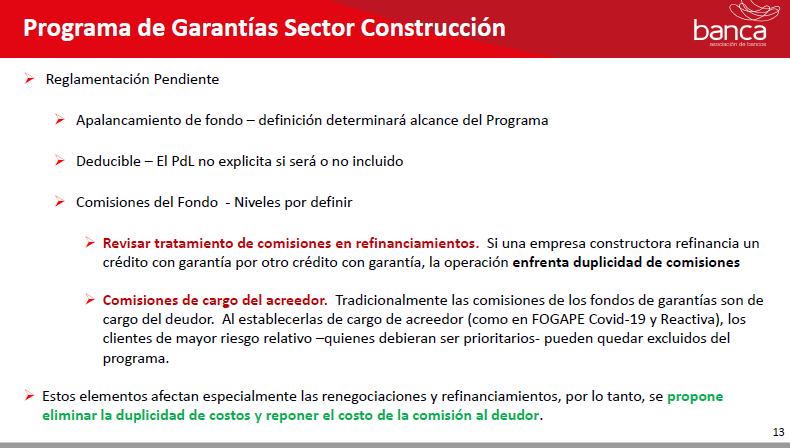 Programa de Garantías Sector Construcción
banca
asociación de bancos
➢ Reglamentación Pendiente
➢ Apalancamiento de fondo – definición determinará alcance del Programa
➢ Deducible – El PdL no explicita si será o no incluido
➢ Comisiones del Fondo - Niveles por definir
➢ Revisar tratamiento de comisiones en refinanciamientos. Si una empresa constructora refinancia un
crédito con garantía por otro crédito con garantía, la operación enfrenta duplicidad de comisiones
➢ Comisiones de cargo del acreedor. Tradicionalmente las comisiones de los fondos de garantías son de
cargo del deudor. Al establecerlas de cargo de acreedor (como en FOGAPE Covid-19 y Reactiva), los
clientes de mayor riesgo relativo –quienes debieran ser prioritarios- pueden quedar excluidos del
programa.
➢ Estos elementos afectan especialmente las renegociaciones y refinanciamientos, por lo tanto, se propone
eliminar la duplicidad de costos y reponer el costo de la comisión al deudor.
13